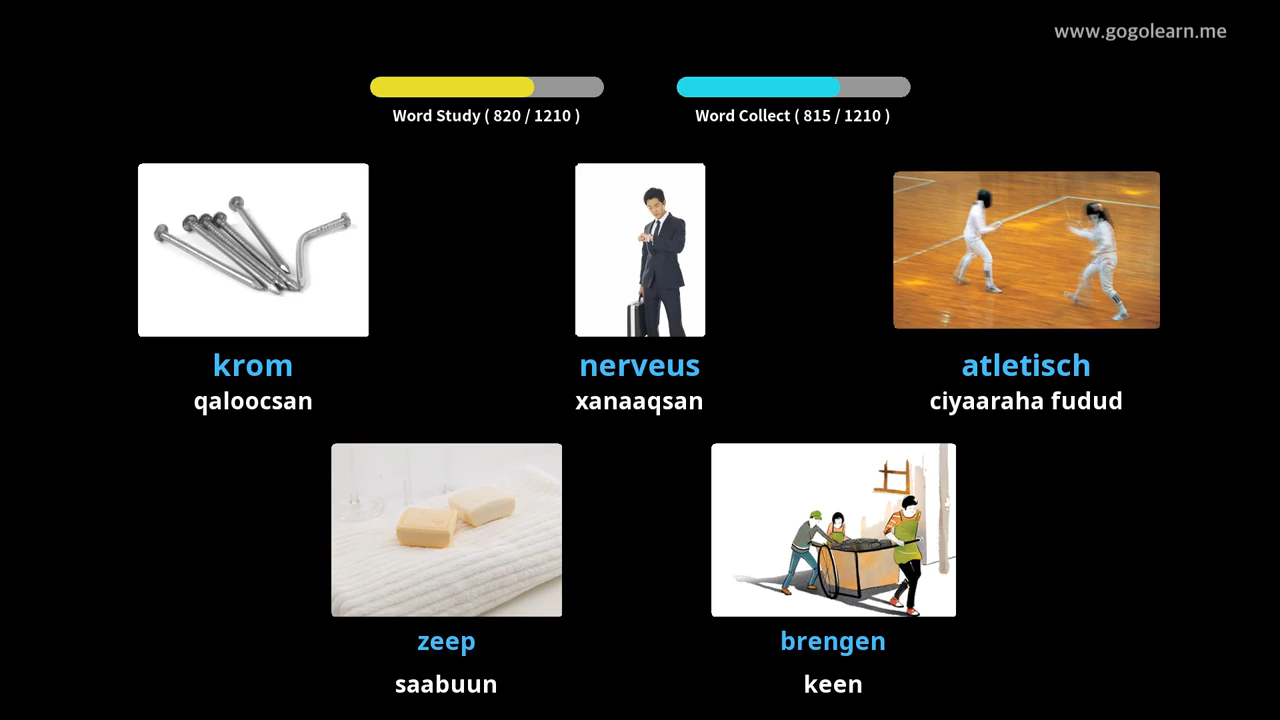 www.gogolearn.me
Word Study ( 820 / 1210 )
Word Collect ( 815 / 1210 )
krom
qaloocsan
nerveus
xanaaqsan
atletisch
ciyaaraha fudud
zeep
saabuun
brengen
keen